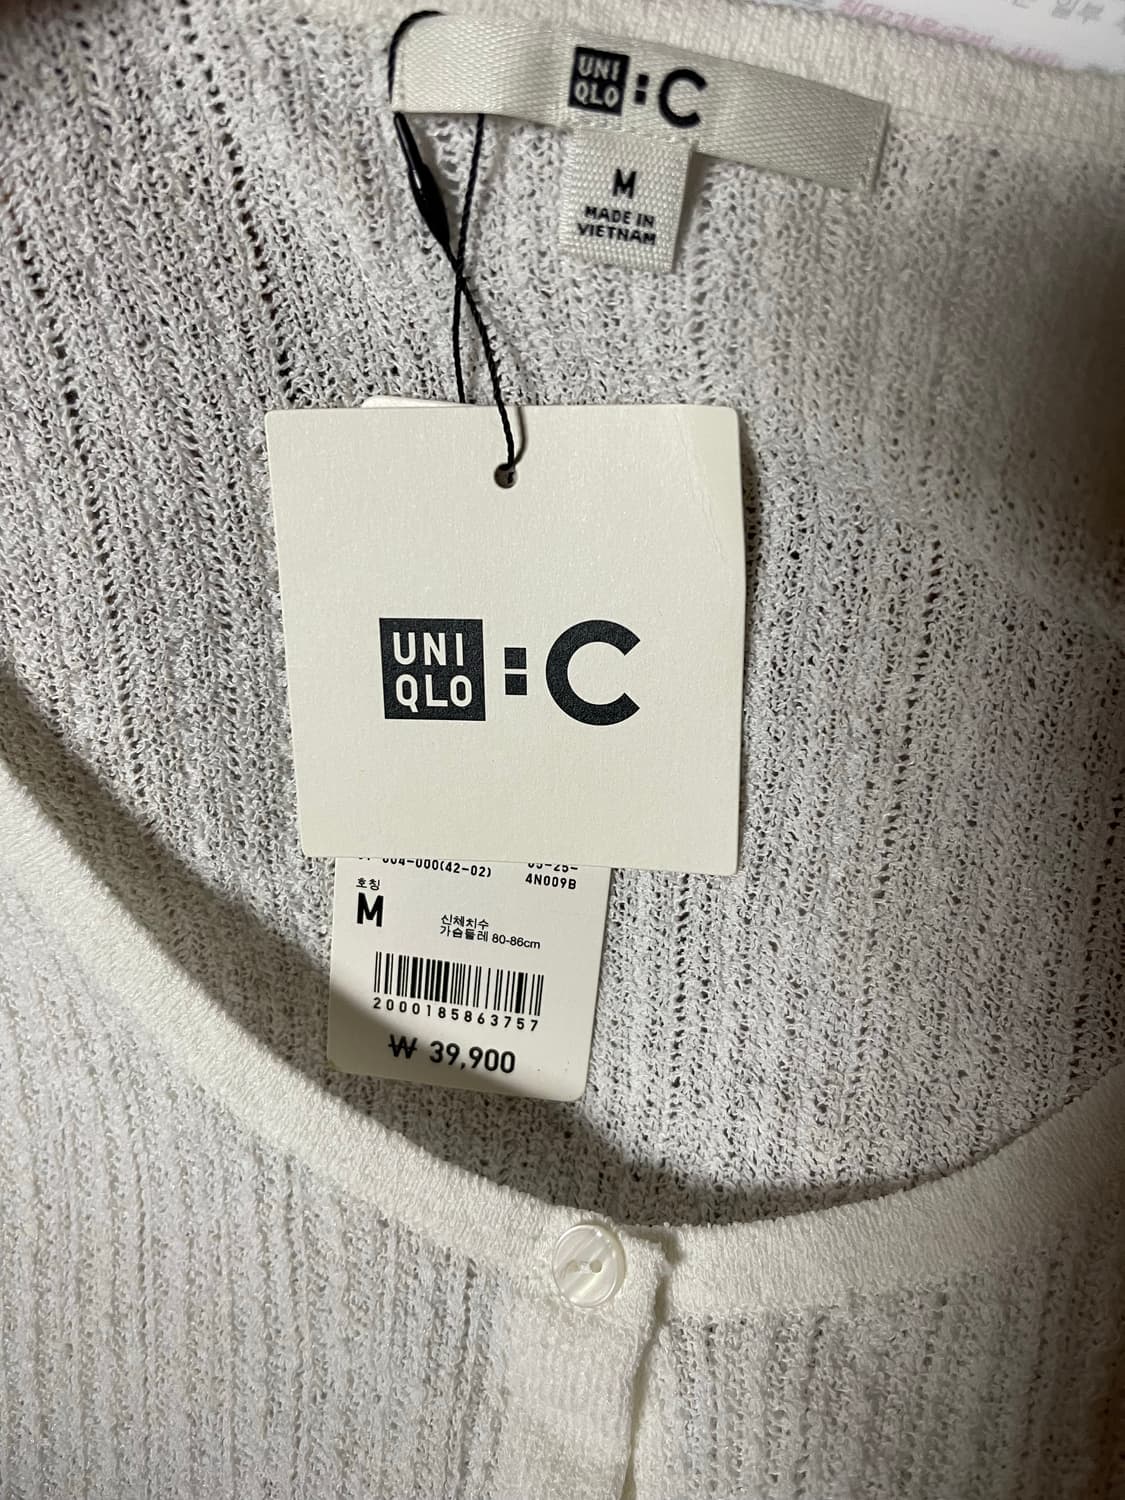 UNI
QLO : C
M
MADE IN
VIETNAM
UNI
QLO : C
004-000(42-02)
4N009B
호칭
M
신체치수
가슴둘레 80-86cm
2000185863757
₩ 39,900